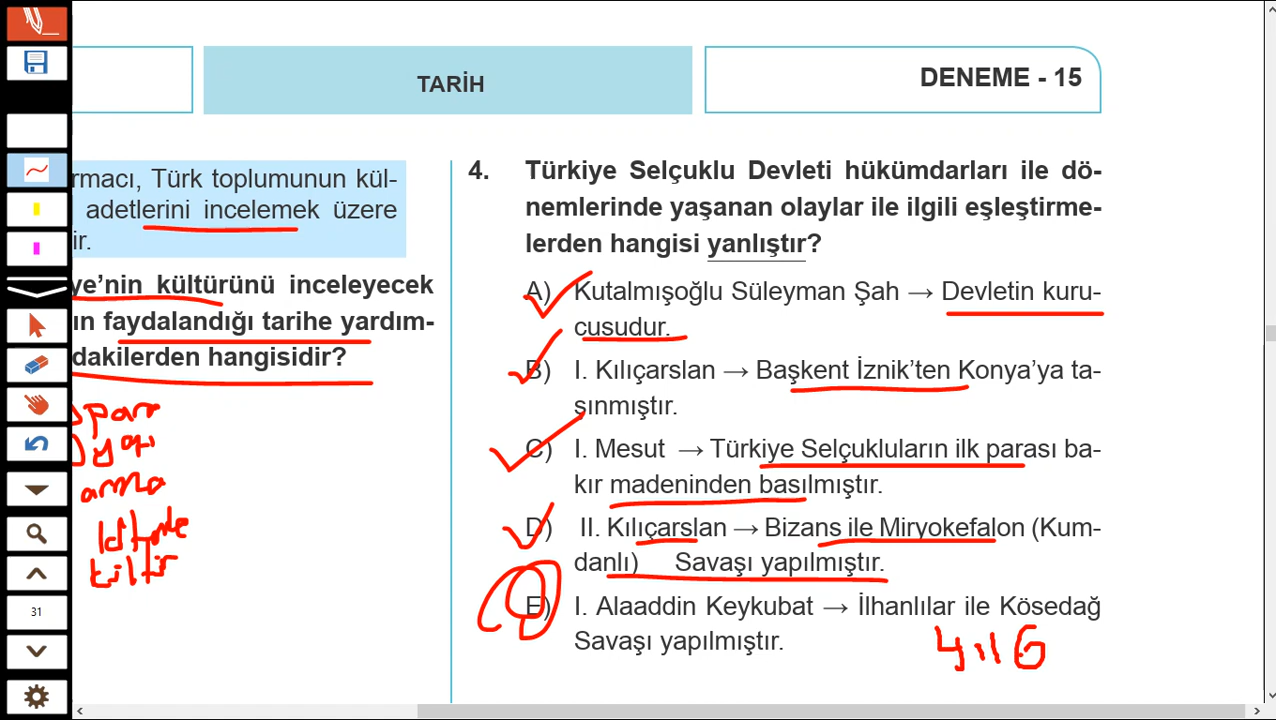 TARİH
DENEME - 15
rmacı, Türk toplumunun kül-
adetlerini incelemek üzere
ir.
ye’nin kültürünü inceleyecek
ın faydalandığı tarihe yardım-
dakilerden hangisidir?
4. Türkiye Selçuklu Devleti hükümdarları ile dö-
nemlerinde yaşanan olaylar ile ilgili eşleştirme-
lerden hangisi yanlıştır?
A) Kutalmışoğlu Süleyman Şah → Devletin kuru-
cusudur.
B) I. Kılıçarslan → Başkent İznik’ten Konya’ya ta-
şınmıştır.
C) I. Mesut → Türkiye Selçukluların ilk parası ba-
kır madeninden basılmıştır.
D) II. Kılıçarslan → Bizans ile Miryokefalon (Kum-
danlı) Savaşı yapılmıştır.
E) I. Alaaddin Keykubat → İlhanlılar ile Kösedağ
Savaşı yapılmıştır.
31